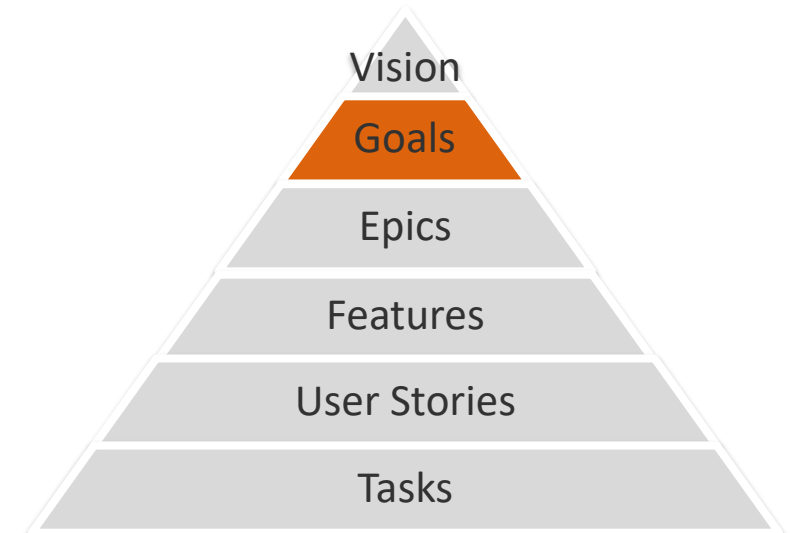 Vision
Goals
Epics
Features
User Stories
Tasks